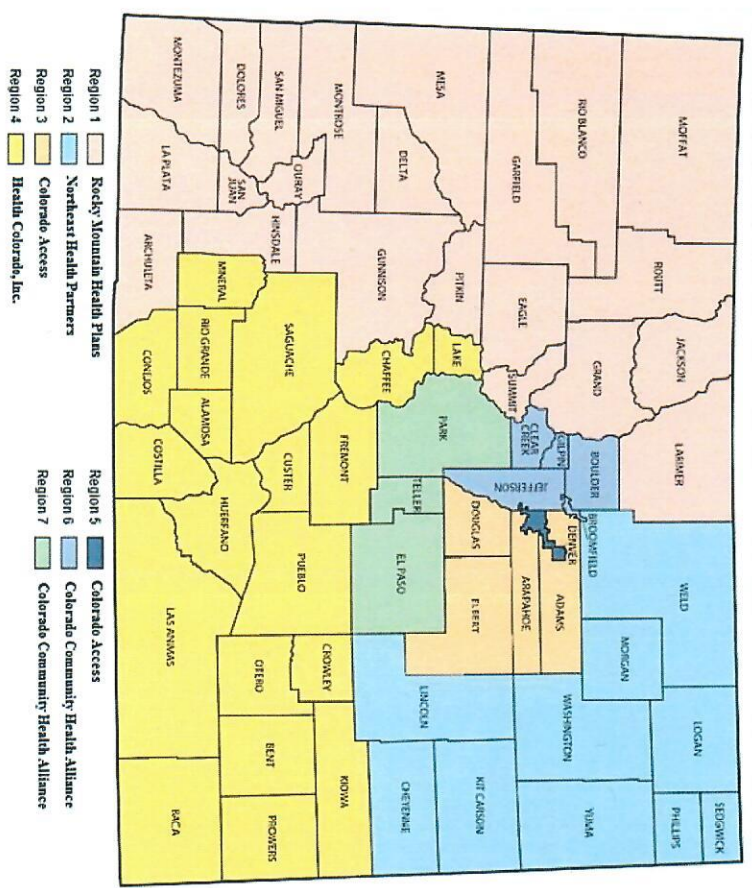 MOFFAT
ROUTT
JACKSON
LARIMER
WELD
LOGAN
SEDGWICK
PHILLIPS
RIO BLANCO
GRAND
BOULDER
BROOMFIELD
MORGAN
WASHINGTON
YUMA
GARFIELD
EAGLE
SUMMIT
GILPIN
CLEAR
CREEK
JEFFERSON
DENVER
ADAMS
ARAPAHOE
MESA
PITKIN
LAKE
PARK
DOUGLAS
ELBERT
LINCOLN
KIT CARSON
DELTA
GUNNISON
CHAFFEE
TELLER
EL PASO
CHEYENNE
MONTROSE
FREMONT
CROWLEY
KIOWA
OURAY
SAN MIGUEL
HINSDALE
SAGUACHE
CUSTER
PUEBLO
OTERO
BENT
PROWERS
DOLORES
SAN
JUAN
MINERAL
RIO GRANDE
ALAMOSA
HUERFANO
LAS ANIMAS
BACA
MONTEZUMA
LA PLATA
ARCHULETA
CONEJOS
COSTILLA
Region 1 Rocky Mountain Health Plans
Region 2 Northeast Health Partners
Region 3 Colorado Access
Region 4 Health Colorado, Inc.
Region 5 Colorado Access
Region 6 Colorado Community Health Alliance
Region 7 Colorado Community Health Alliance